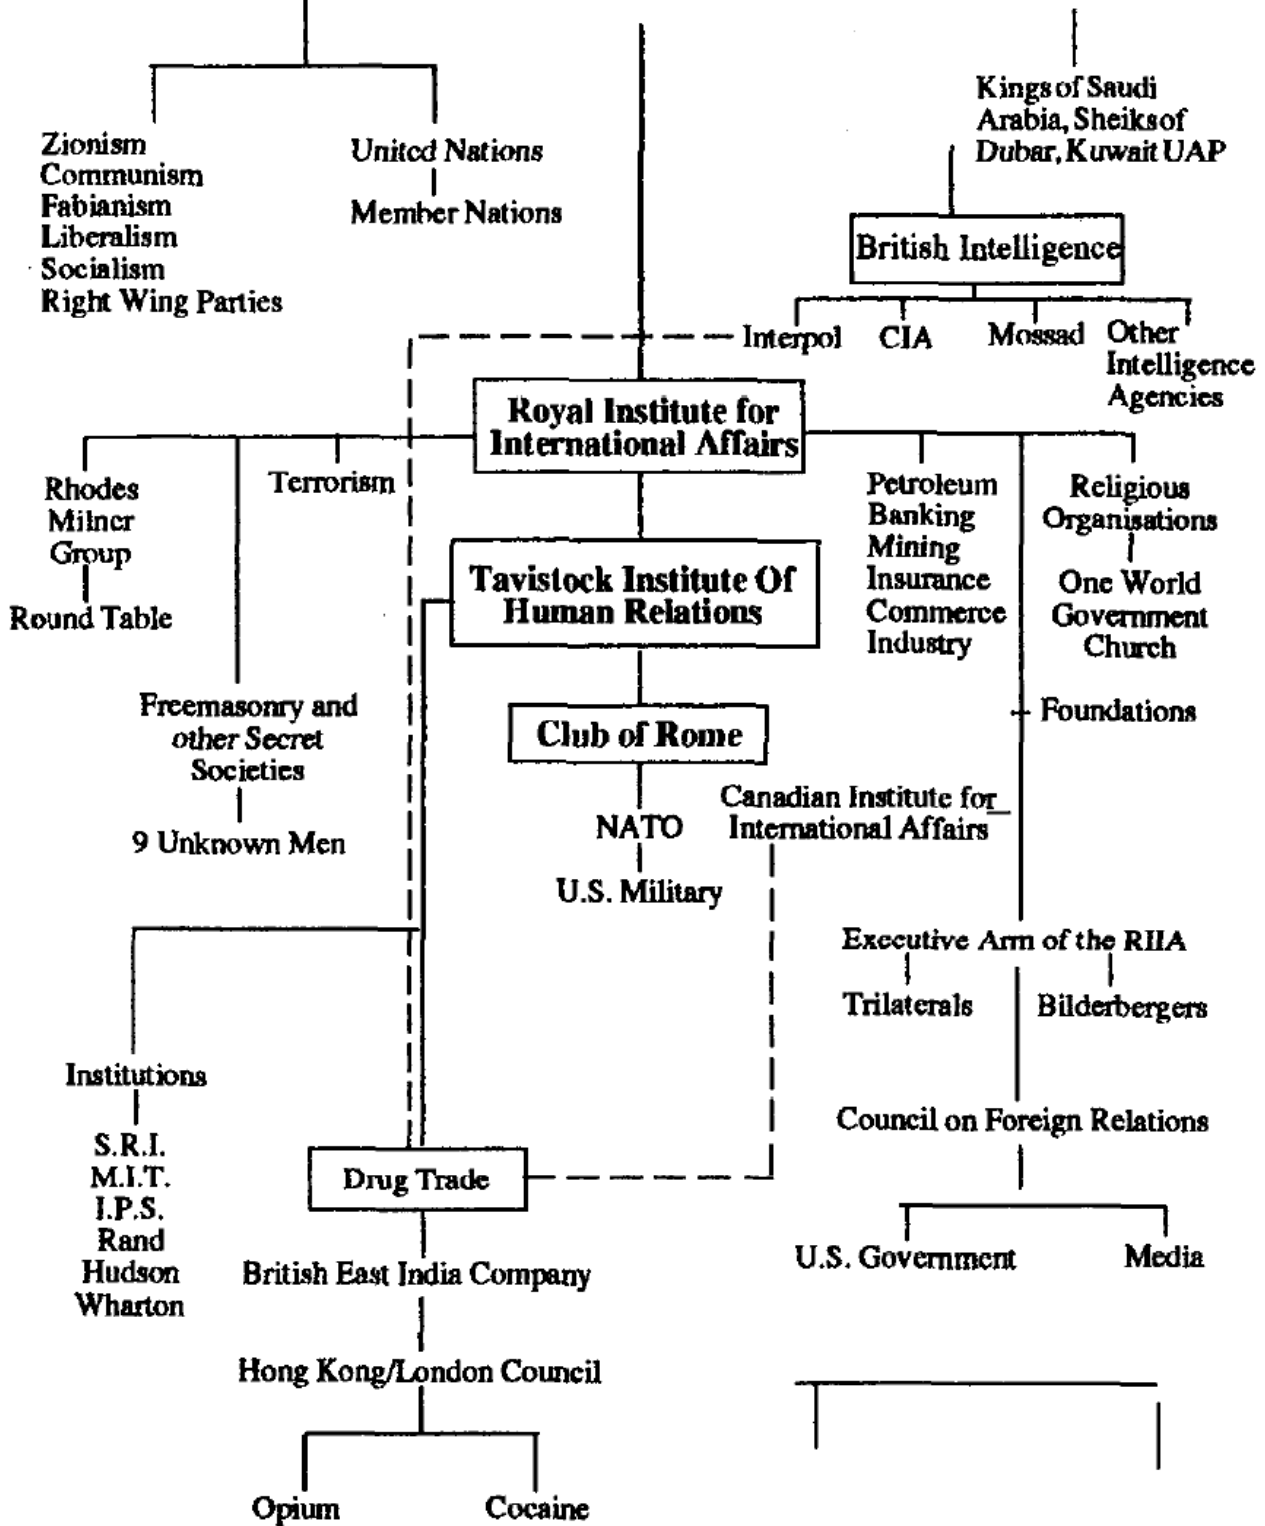 Kings of Saudi
Arabia, Sheiks of
Dubar, Kuwait UAP
Zionism
Communism
Fabianism
Liberalism
Socialism
Right Wing Parties
United Nations
Member Nations
British Intelligence
Interpol
CIA
Mossad
Other
Intelligence
Agencies
Royal Institute for
International Affairs
Rhodes
Milner
Group
Round Table
Terrorism
Petroleum
Banking
Mining
Insurance
Commerce
Industry
Religious
Organisations
One World
Government
Church
Tavistock Institute Of
Human Relations
Freemasonry and
other Secret
Societies
9 Unknown Men
Foundations
Club of Rome
NATO
U.S. Military
Canadian Institute for
International Affairs
Executive Arm of the RIIA
Trilaterals
Bilderbergers
Institutions
S.R.I.
M.I.T.
I.P.S.
Rand
Hudson
Wharton
Council on Foreign Relations
Drug Trade
U.S. Government
Media
British East India Company
Hong Kong/London Council
Opium
Cocaine